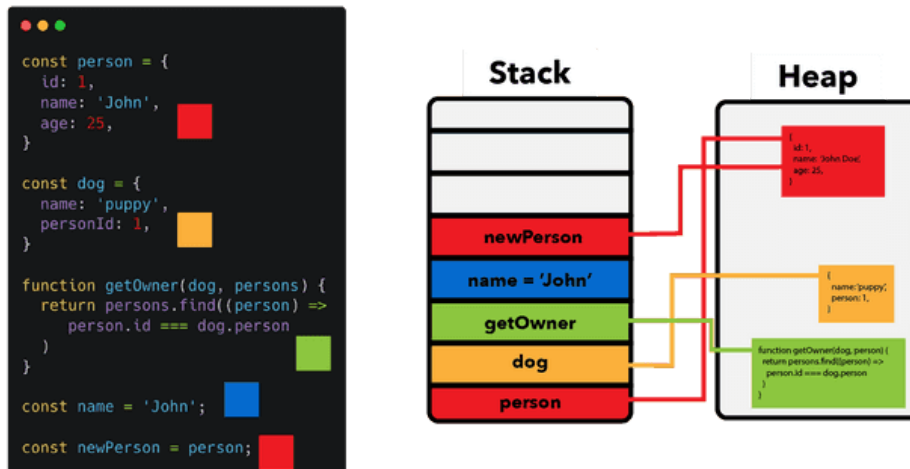 const person = {
id: 1,
name: 'John',
age: 25,
}
const dog = {
name: 'puppy',
personId: 1,
}
function getOwner(dog, persons) {
return persons.find((person) =>
person.id === dog.person
)
}
const name = 'John';
const newPerson = person;
Stack
newPerson
name = ‘John’
getOwner
dog
person
Heap
{
id: 1,
name: 'John Doe',
age: 25,
}
{
name:'puppy',
person: 1,
}
function getOwner(dog, person) {
return persons.find((person) =>
person.id === dog.person
)
}